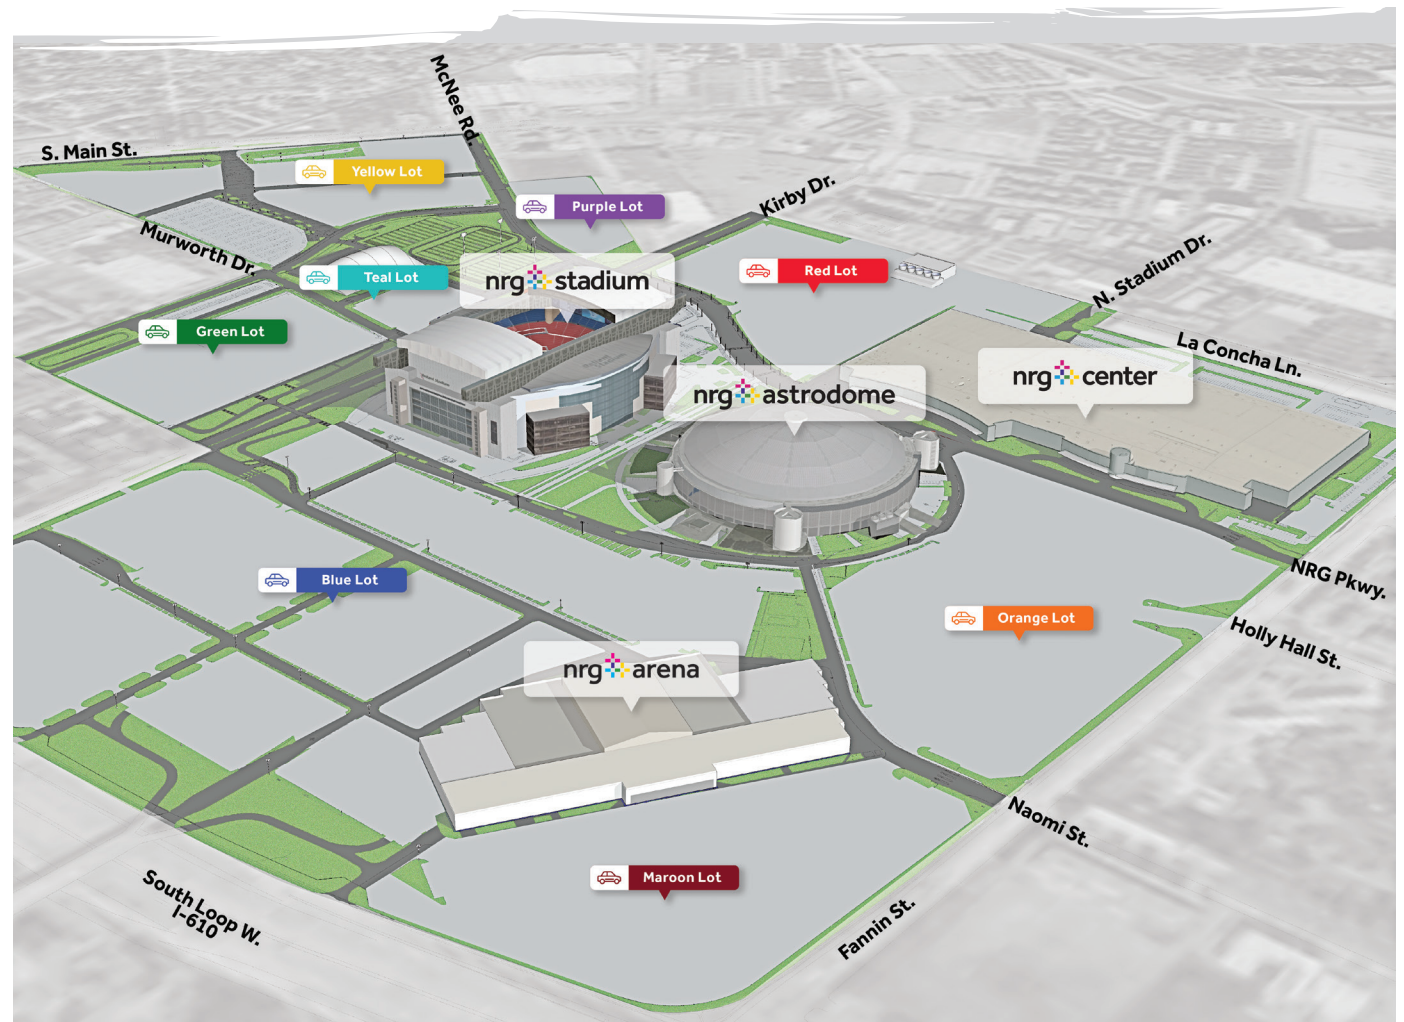 McNee Rd.
S. Main St.
Yellow Lot
Purple Lot
Kirby Dr.
Murworth Dr.
Teal Lot
nrg stadium
Red Lot
N. Stadium Dr.
Green Lot
La Concha Ln.
nrg astrodome
nrg center
Blue Lot
NRG Pkwy.
Orange Lot
Holly Hall St.
nrg arena
Naomi St.
Maroon Lot
South Loop W.
I-610
Fannin St.